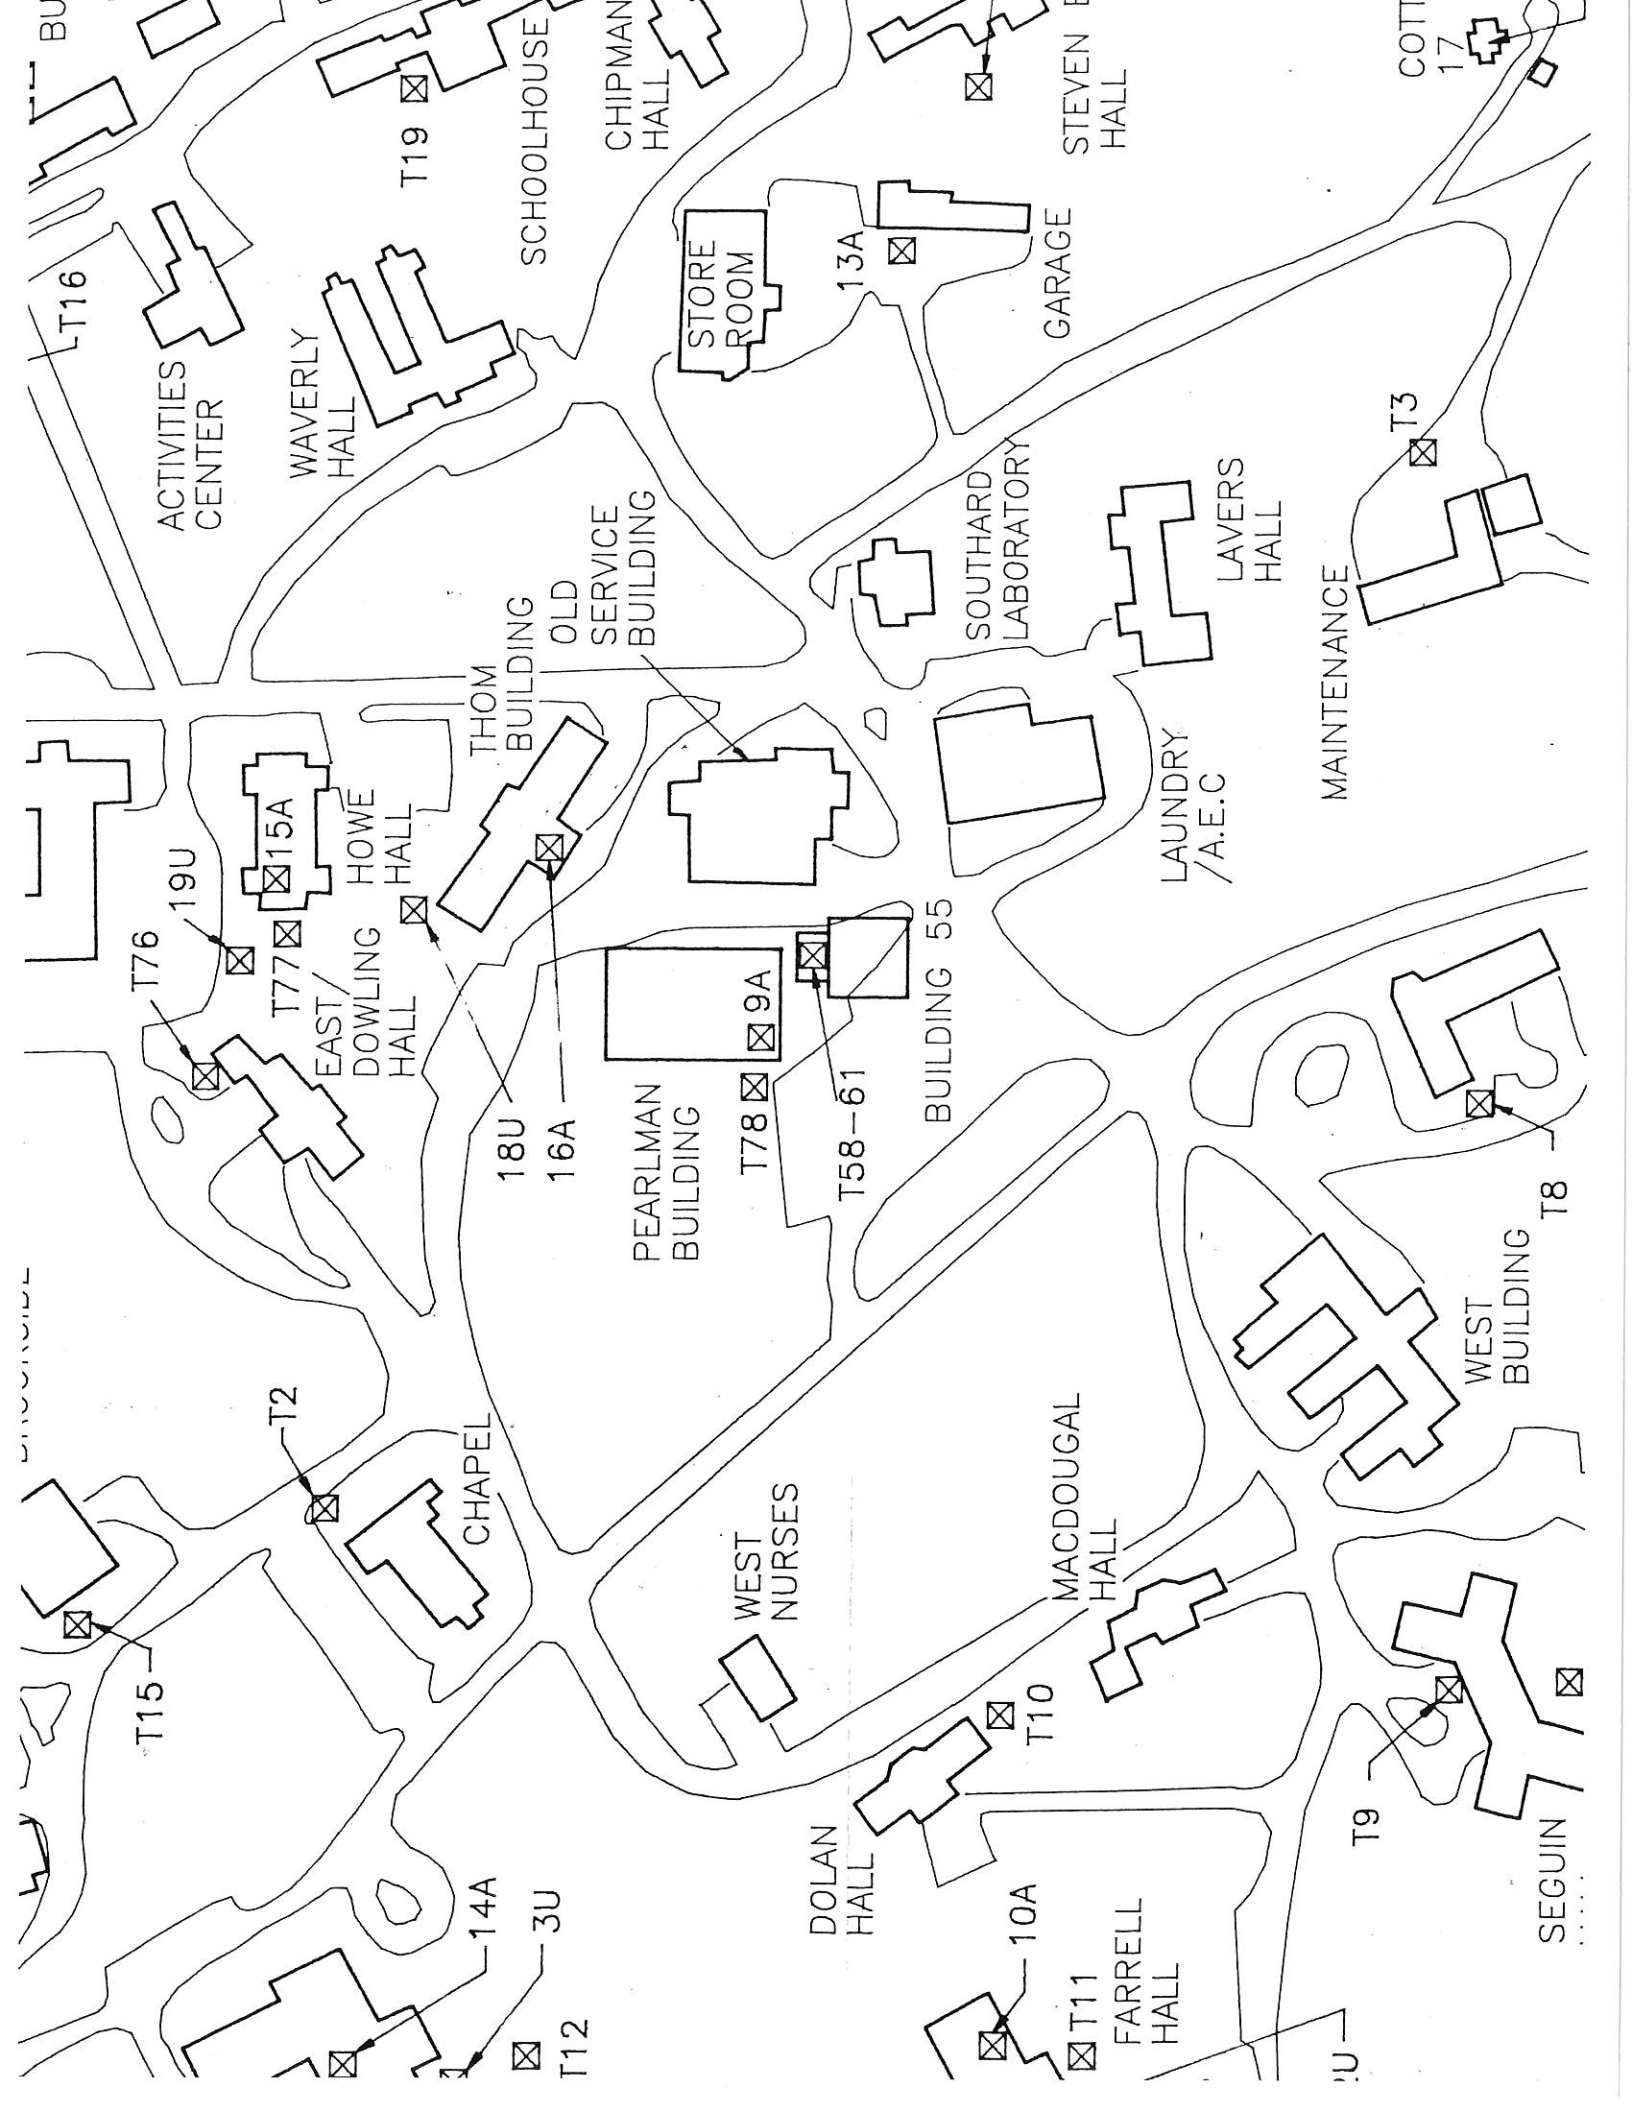 BU
T16
ACTIVITIES
CENTER
T19
WAVERLY
HALL
SCHOOLHOUSE
CHIPMAN
HALL
STORE
ROOM
13A
GARAGE
STEVEN
HALL
COTT
17
T3
SOUTHARD
LABORATORY
LAVERS
HALL
MAINTENANCE
OLD
SERVICE
BUILDING
THOM
BUILDING
15A
HOWE
HALL
19U
T76
T77
EAST
DOWLING
HALL
18U
16A
PEARLMAN
BUILDING
9A
T78
T58-61
BUILDING 55
LAUNDRY
/A.E.C
T8
WEST
BUILDING
T2
CHAPEL
T15
WEST
NURSES
MACDOUGAL
HALL
T10
DOLAN
HALL
T9
SEGUIN
14A
3U
T12
10A
T11
FARRELL
HALL